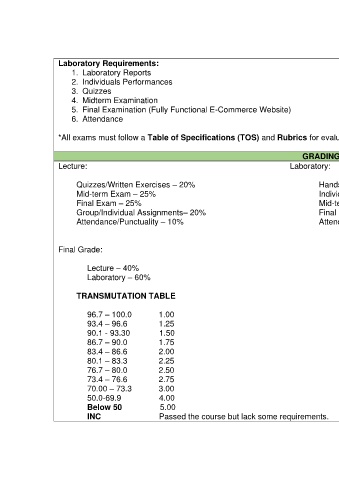 Laboratory Requirements:
1. Laboratory Reports
2. Individuals Performances
3. Quizzes
4. Midterm Examination
5. Final Examination (Fully Functional E-Commerce Website)
6. Attendance
*All exams must follow a Table of Specifications (TOS) and Rubrics for evalu
GRADING
Lecture: Laboratory:
Quizzes/Written Exercises – 20% Hands
Mid-term Exam – 25% Indivi
Final Exam – 25% Mid-te
Group/Individual Assignments– 20% Final
Attendance/Punctuality – 10% Atten
Final Grade:
Lecture – 40%
Laboratory – 60%
TRANSMUTATION TABLE
96.7 – 100.0 1.00
93.4 – 96.6 1.25
90.1 - 93.30 1.50
86.7 – 90.0 1.75
83.4 – 86.6 2.00
80.1 – 83.3 2.25
76.7 – 80.0 2.50
73.4 – 76.6 2.75
70.00 – 73.3 3.00
50.0-69.9 4.00
Below 50 5.00
INC Passed the course but lack some requirements.